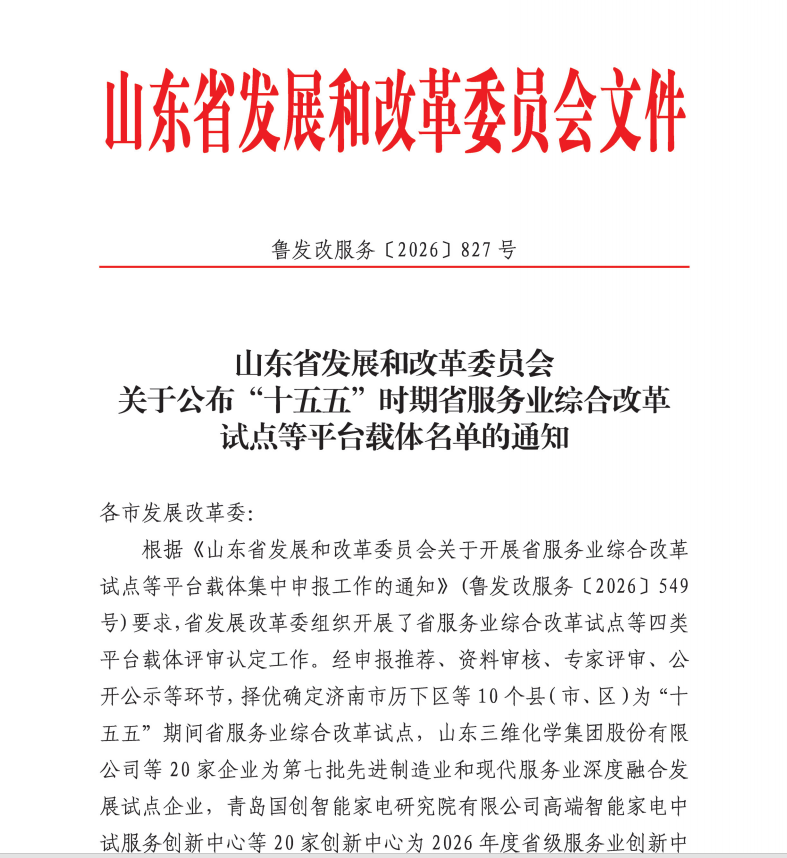 山东省发展和改革委员会文件
鲁发改服务〔2026〕827号
山东省发展和改革委员会
关于公布“十五五”时期省服务业综合改革
试点等平台载体名单的通知
各市发展改革委：
根据《山东省发展和改革委员会关于开展省服务业综合改革
试点等平台载体集中申报工作的通知》(鲁发改服务〔2026〕549
号)要求，省发展改革委组织开展了省服务业综合改革试点等四类
平台载体评审认定工作。经申报推荐、资料审核、专家评审、公
开公示等环节，择优确定济南市历下区等10个县(市、区)为“十
五五”期间省服务业综合改革试点，山东三维化学集团股份有限
公司等20家企业为第七批先进制造业和现代服务业深度融合发
展试点企业，青岛国创智能家电研究院有限公司高端智能家电中
试服务创新中心等20家创新中心为2026年度省级服务业创新中